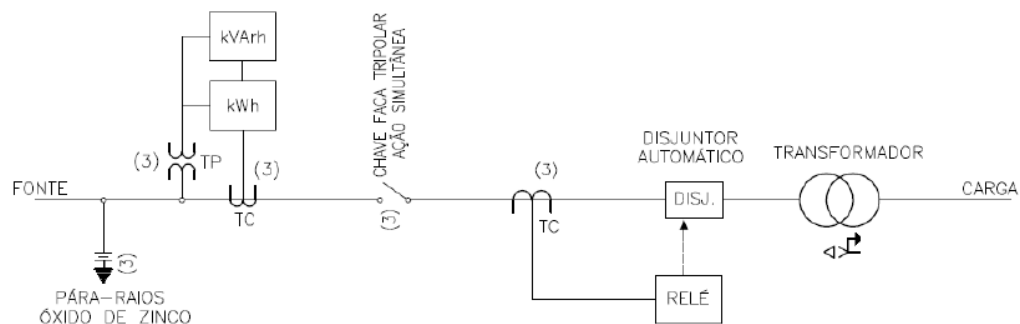 kVArh
kWh
(3)
TP
(3)
FONTE
TC
(3)
PÁRA-RAIOS
ÓXIDO DE ZINCO
CHAVE FACA TRIPOLAR
AÇÃO SIMULTÂNEA
(3)
(3)
TC
DISJUNTOR
AUTOMÁTICO
DISJ.
RELÉ
TRANSFORMADOR
CARGA